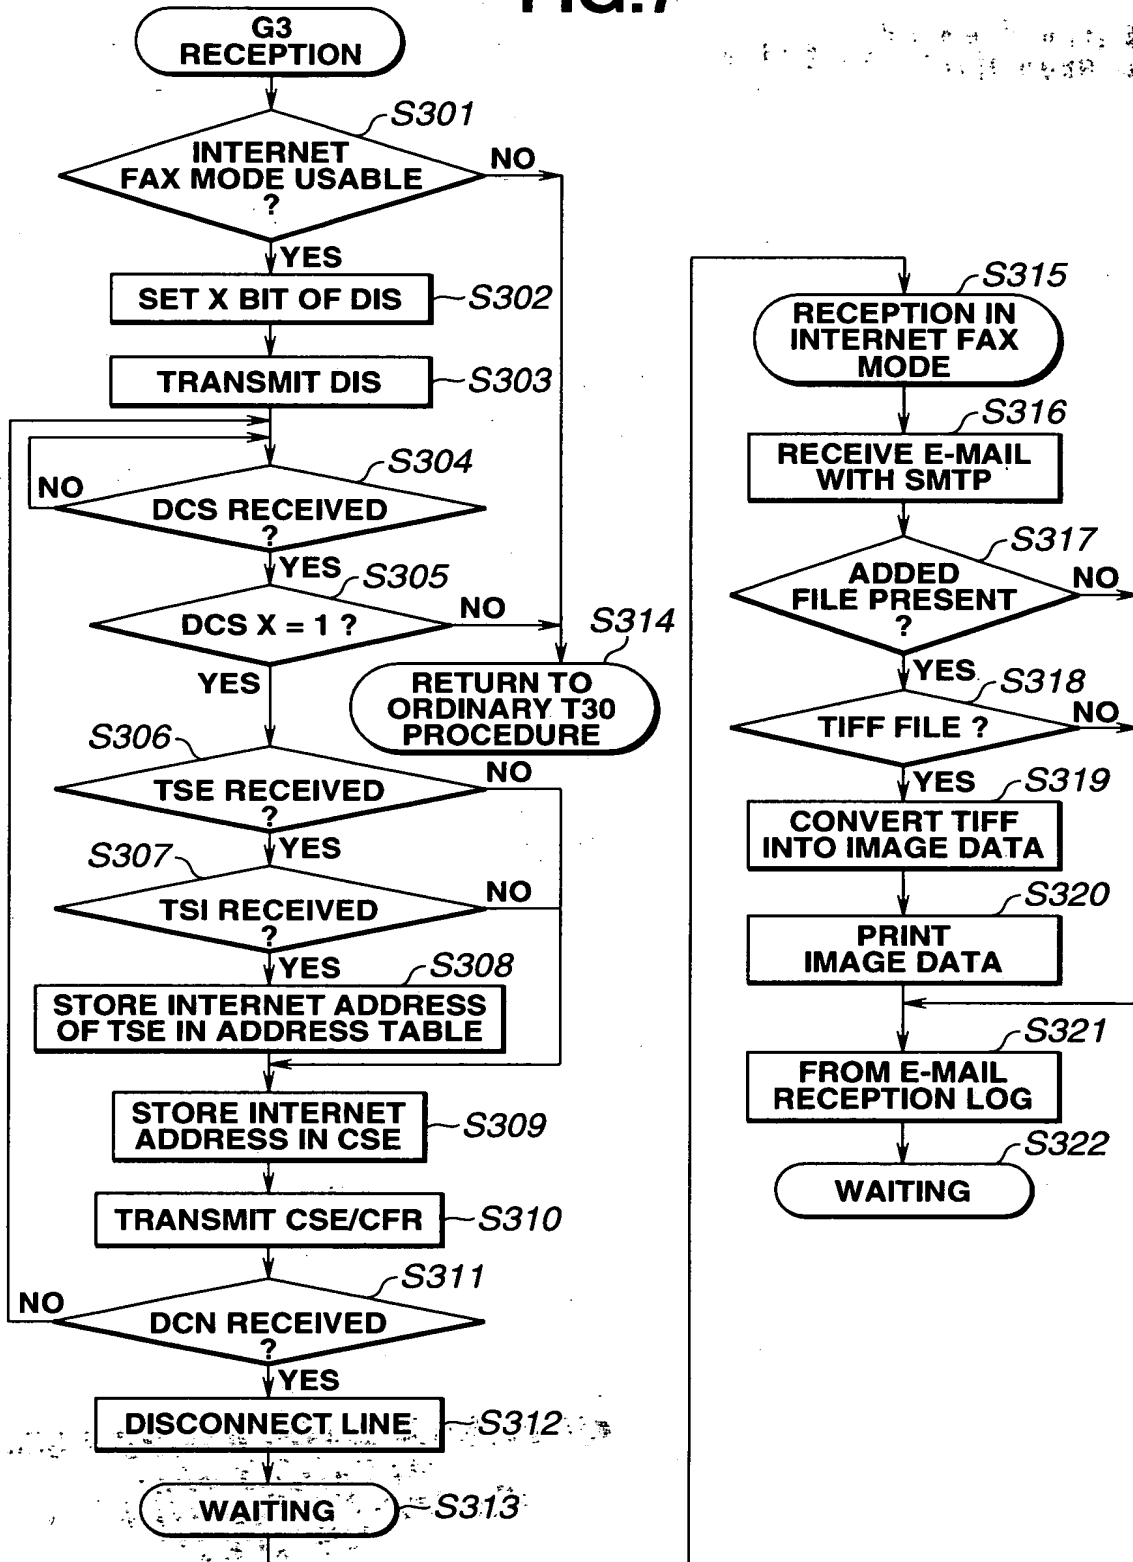 FIG.7
G3
RECEPTION
S301
INTERNET
FAX MODE USABLE
?
NO
YES
SET X BIT OF DIS
S302
TRANSMIT DIS
S303
S304
NO
DCS RECEIVED
?
YES
S305
DCS X = 1 ?
NO
YES
S314
RETURN TO
ORDINARY T30
PROCEDURE
S306
TSE RECEIVED
?
NO
YES
S307
TSI RECEIVED
?
NO
YES
S308
STORE INTERNET ADDRESS
OF TSE IN ADDRESS TABLE
STORE INTERNET
ADDRESS IN CSE
S309
TRANSMIT CSE/CFR
S310
S311
NO
DCN RECEIVED
?
YES
DISCONNECT LINE
S312
WAITING
S313
S315
RECEPTION IN
INTERNET FAX
MODE
S316
RECEIVE E-MAIL
WITH SMTP
S317
ADDED
FILE PRESENT
?
NO
YES
S318
TIFF FILE ?
NO
YES
S319
CONVERT TIFF
INTO IMAGE DATA
S320
PRINT
IMAGE DATA
S321
FROM E-MAIL
RECEPTION LOG
S322
WAITING